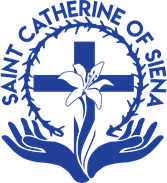 SAINT CATHERINE OF SIENA